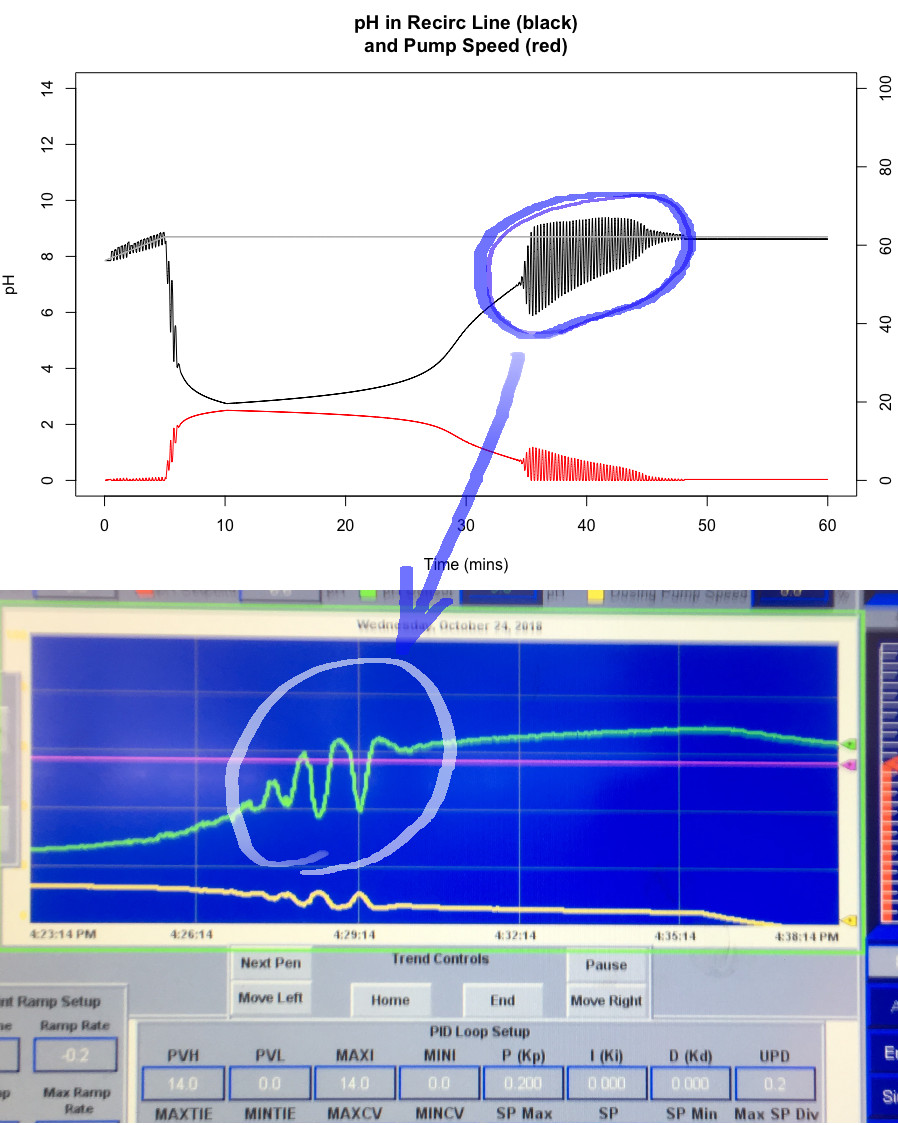 pH in Recirc Line (black)
and Pump Speed (red)
14
12
10
8
6
4
2
0
pH
100
80
60
40
20
0
0 10 20 30 40 50 60
Time (mins)
pH pH Dosing Pump Speed
Wednesday, October 24, 2018
4:23:14 PM 4:26:14 4:29:14 4:32:14 4:35:14 4:38:14 PM
Next Pen Trend Controls Pause
Move Left Home End Move Right
Ramp Setup
Ramp Rate
-0.2
Max Ramp
Rate
PID Loop Setup
PVH PVL MAXI MINI P (Kp) I (Ki) D (Kd) UPD
14.0 0.0 14.0 0.0 0.200 0.000 0.000 0.2
MAXTIE MINTIE MAXCV MINCV SP Max SP SP Min Max SP Div